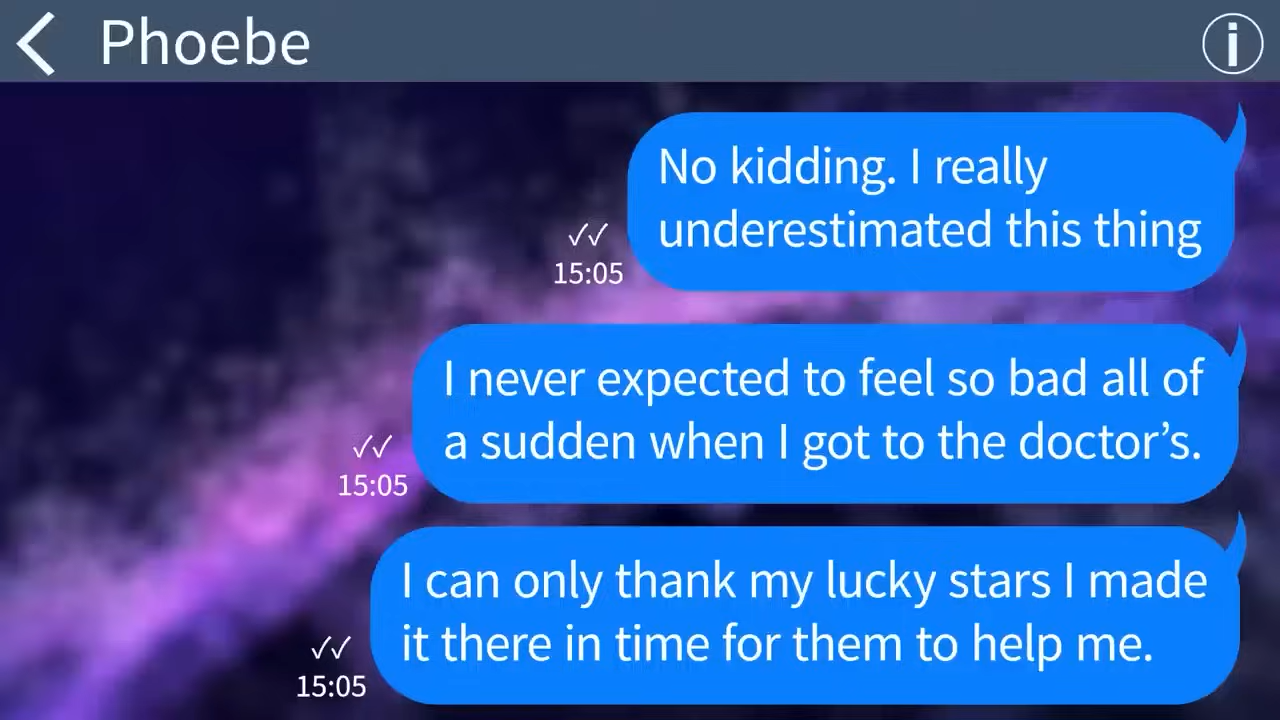 Phoebe
No kidding. I really
underestimated this thing
✓✓
15:05
I never expected to feel so bad all of
a sudden when I got to the doctor’s.
✓✓
15:05
I can only thank my lucky stars I made
it there in time for them to help me.
✓✓
15:05